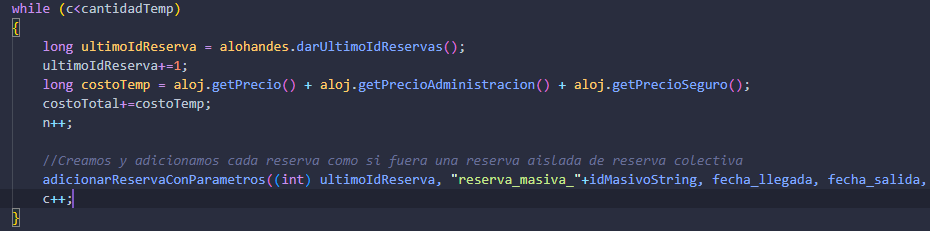 while (c<cantidadTemp)
{
long ultimoIdReserva = alohandes.darUltimoIdReservas();
ultimoIdReserva+=1;
long costoTemp = aloj.getPrecio() + aloj.getPrecioAdministracion() + aloj.getPrecioSeguro();
costoTotal+=costoTemp;
n++;
//Creamos y adicionamos cada reserva como si fuera una reserva aislada de reserva colectiva
adicionarReservaConParametros((int) ultimoIdReserva, "reserva_masiva_"+idMasivoString, fecha_llegada, fecha_salida,
c++;
}